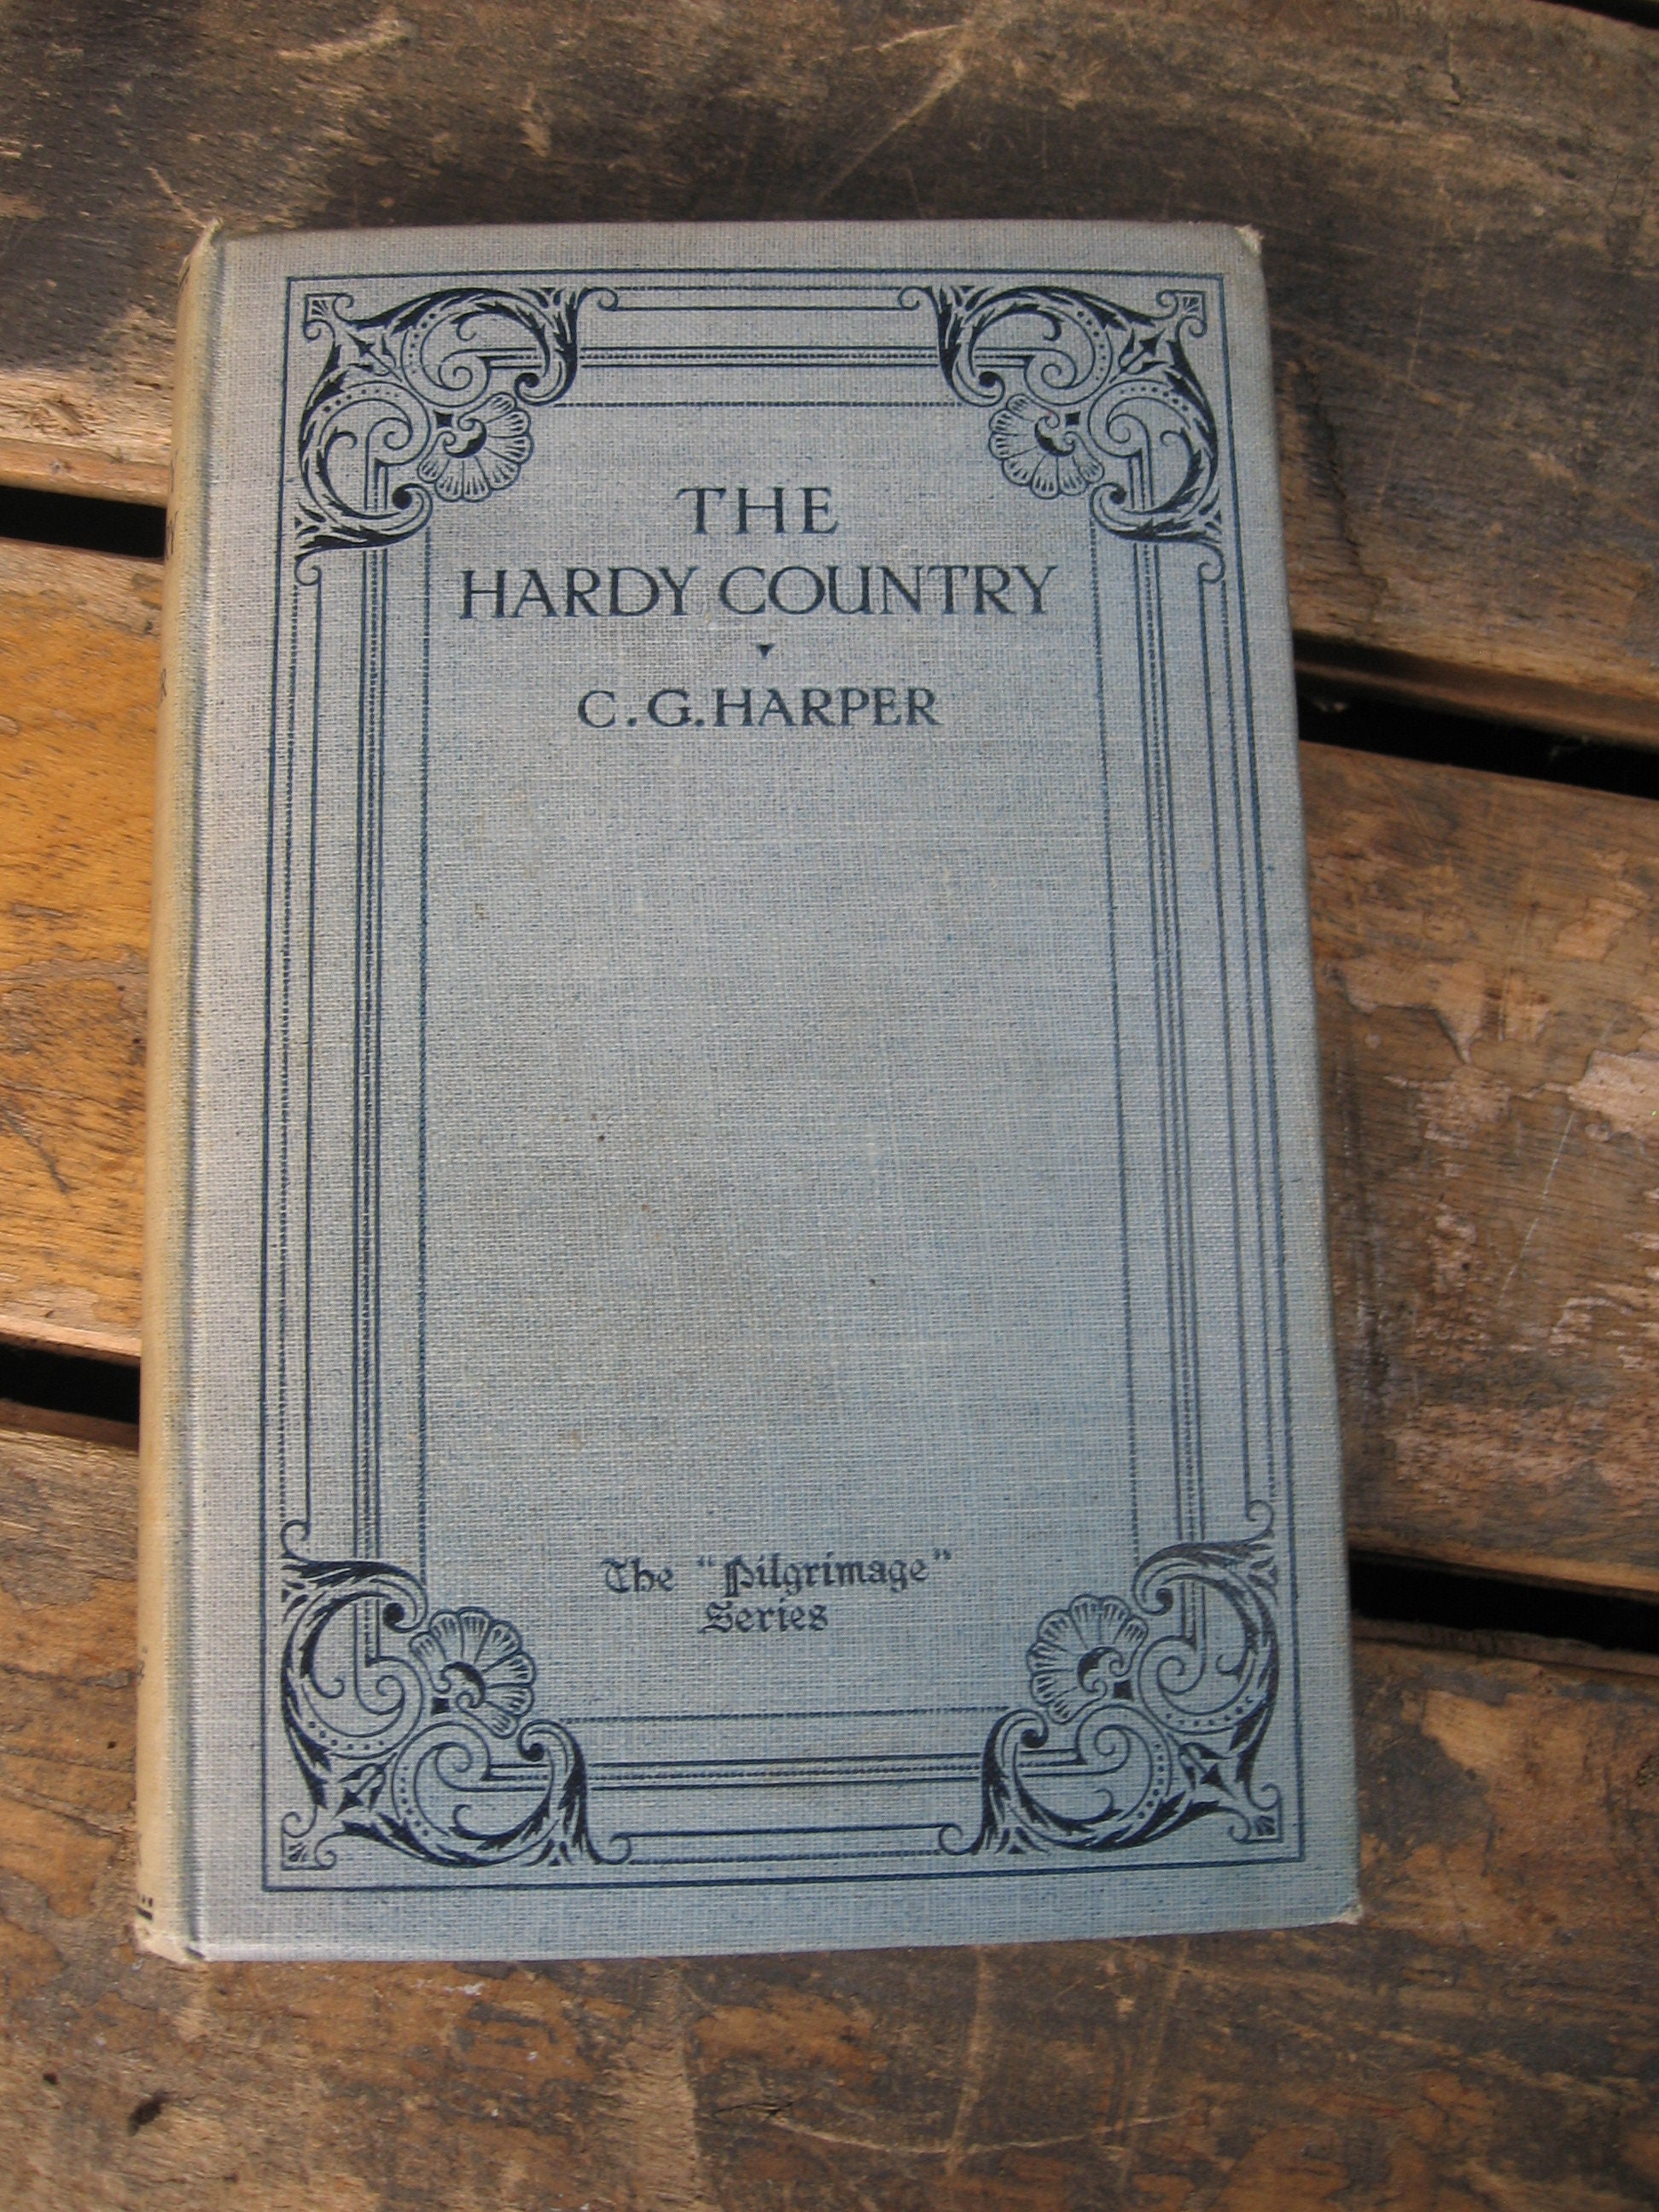 THE
HARDY COUNTRY
C.G.HARPER
The "Pilgrimage"
Series